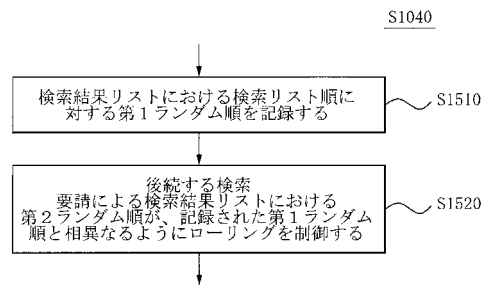 S1040
検索結果リストにおける検索リスト順に
対する第1ランダム順を記録する
S1510
後続する検索
要請による検索結果リストにおける
第2ランダム順が、記録された第1ランダム
順と相異なるようにローリングを制御する
S1520